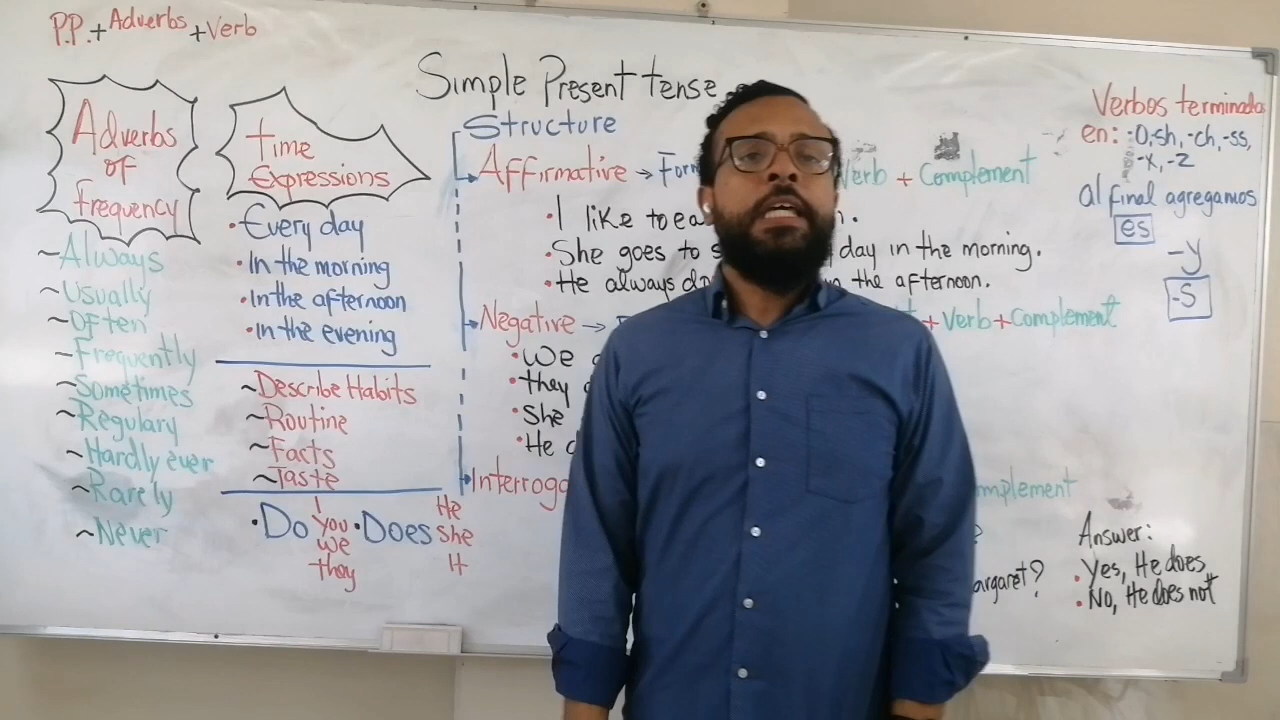 P.P. + Adverbs + Verb
Simple Present tense
Adverbs
of
frequency
~Always
~Usually
~Often
~Frequently
~Sometimes
~Regulary
~Hardly ever
~Rarely
~Never
Time
Expressions
• Every day
• In the morning
• In the afternoon
• In the evening
~Describe Habits
~Routine
~Facts
~Taste
• Do I you we they • Does He she It
Structure
Affirmative → Verb + Complement
• I like to
• She goes to day in the morning.
• He always the afternoon.
Negative → + Verb + Complement
• We
• they
• She
• He
?
argaret?
Verbos terminados
en: -O, -sh, -ch, -ss,
-x, -z
al final agregamos
es
-y
-S
Answer:
• Yes, He does
• No, He does not